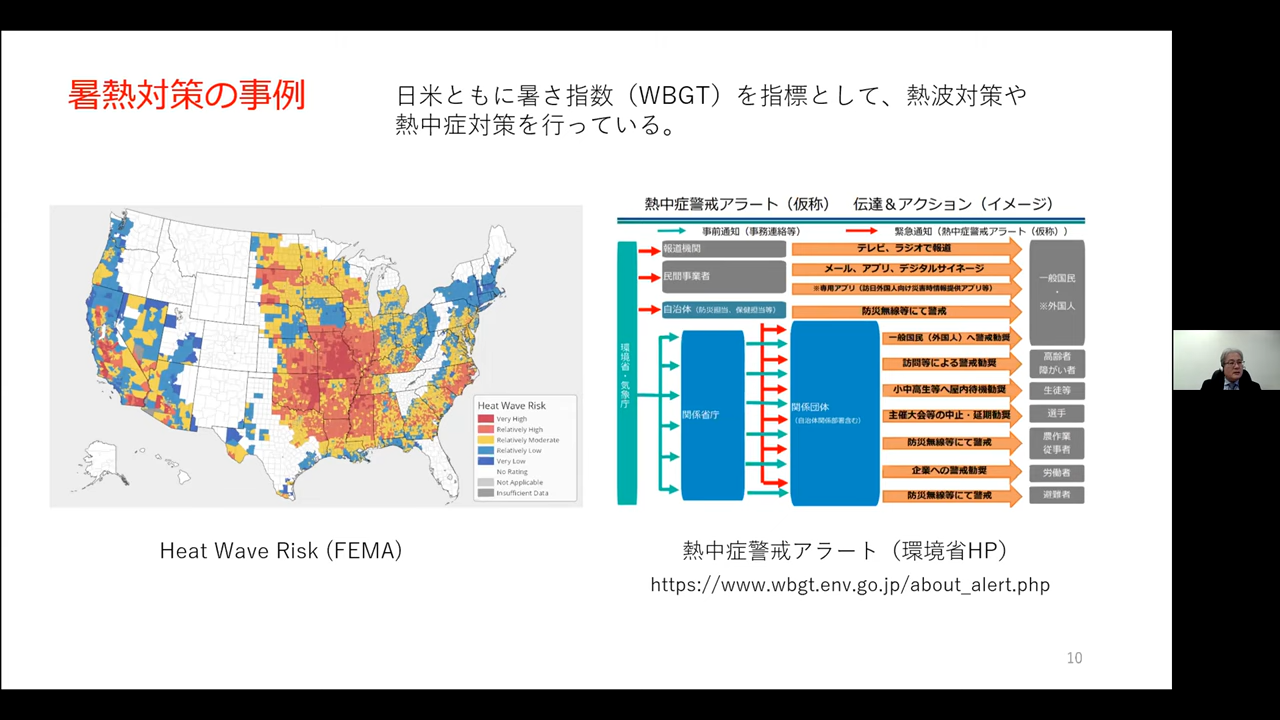 暑熱対策の事例
日米ともに暑さ指数（WBGT）を指標として、熱波対策や
熱中症対策を行っている。
Heat Wave Risk
Very High
Relatively High
Relatively Moderate
Relatively Low
Very Low
No Rating
Not Applicable
Insufficient Data
Heat Wave Risk (FEMA)
熱中症警戒アラート（仮称） 伝達＆アクション（イメージ）
事前通知（事務連絡等）
緊急通知（熱中症警戒アラート（仮称））
環境省・気象庁
報道機関
テレビ、ラジオで報道
民間事業者
メール、アプリ、デジタルサイネージ
※専用アプリ（訪日外国人向け災害時情報提供アプリ等）
自治体（防災担当、保健担当等）
防災無線等にて警戒
一般国民
・
※外国人
関係省庁
関係団体
（自治体関係部署含む）
一般国民（外国人）へ警戒勧奨
訪問等による警戒勧奨
高齢者
障がい者
小中高生等へ屋内待機勧奨
生徒等
主催大会等の中止・延期勧奨
選手
防災無線等にて警戒
農作業
従事者
企業への警戒勧奨
労働者
防災無線等にて警戒
避難者
熱中症警戒アラート（環境省HP）
https://www.wbgt.env.go.jp/about_alert.php
10